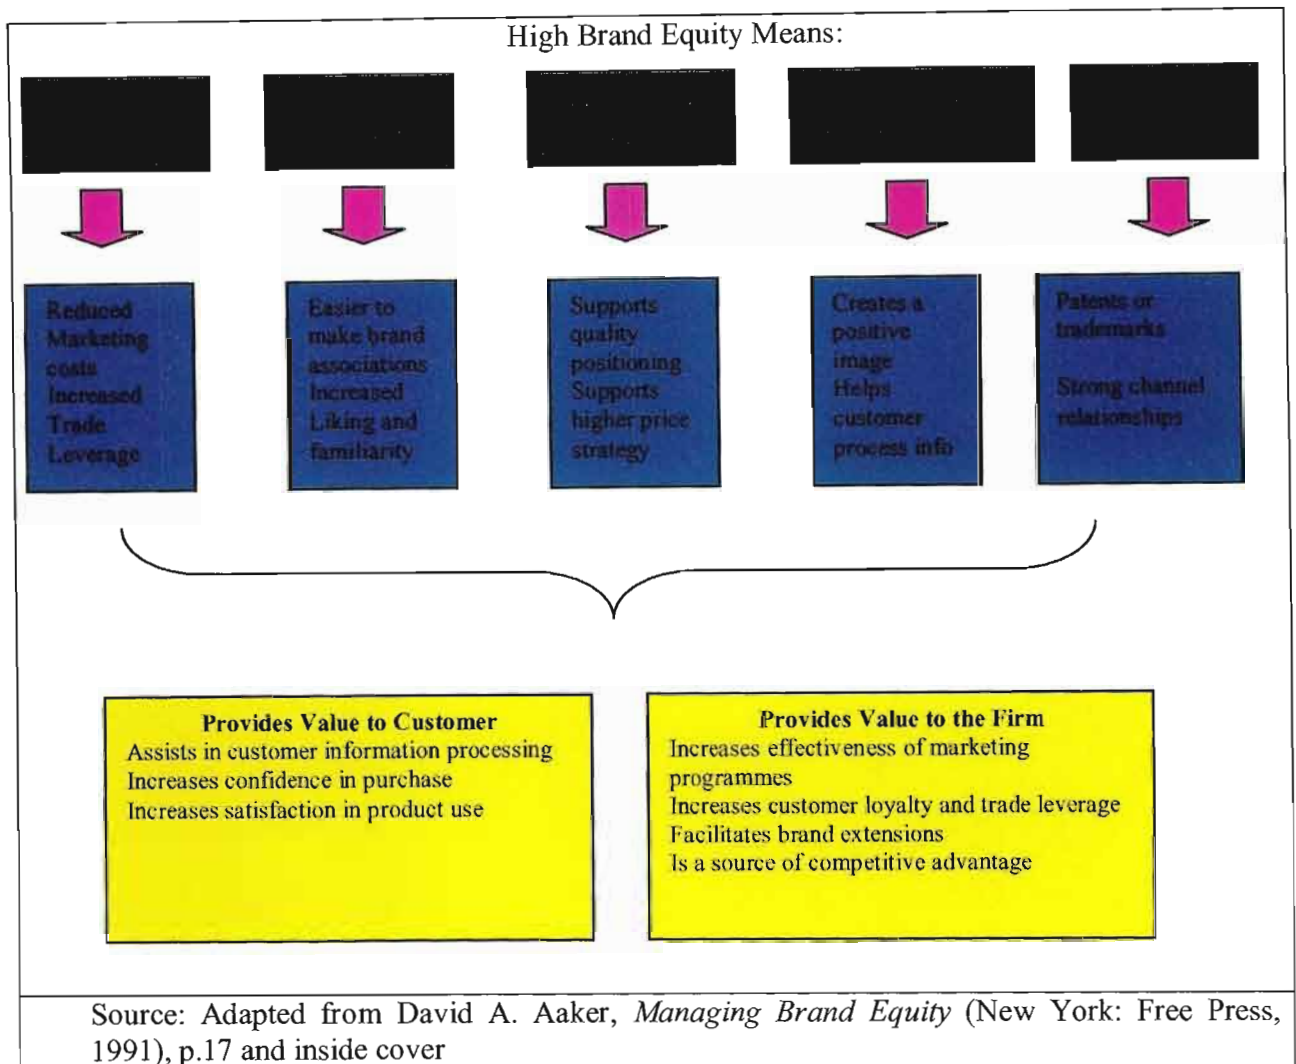 High Brand Equity Means:
Reduced
Marketing
costs
Increased
Trade
Leverage
Easier to
make brand
associations
Increased
Liking and
familiarity
Supports
quality
positioning
Supports
higher price
strategy
Creates a
positive
image
Helps
customer
process info
Patents or
trademarks
Strong channel
relationships
Provides Value to Customer
Assists in customer information processing
Increases confidence in purchase
Increases satisfaction in product use
Provides Value to the Firm
Increases effectiveness of marketing
programmes
Increases customer loyalty and trade leverage
Facilitates brand extensions
Is a source of competitive advantage
Source: Adapted from David A. Aaker, Managing Brand Equity (New York: Free Press,
1991), p.17 and inside cover